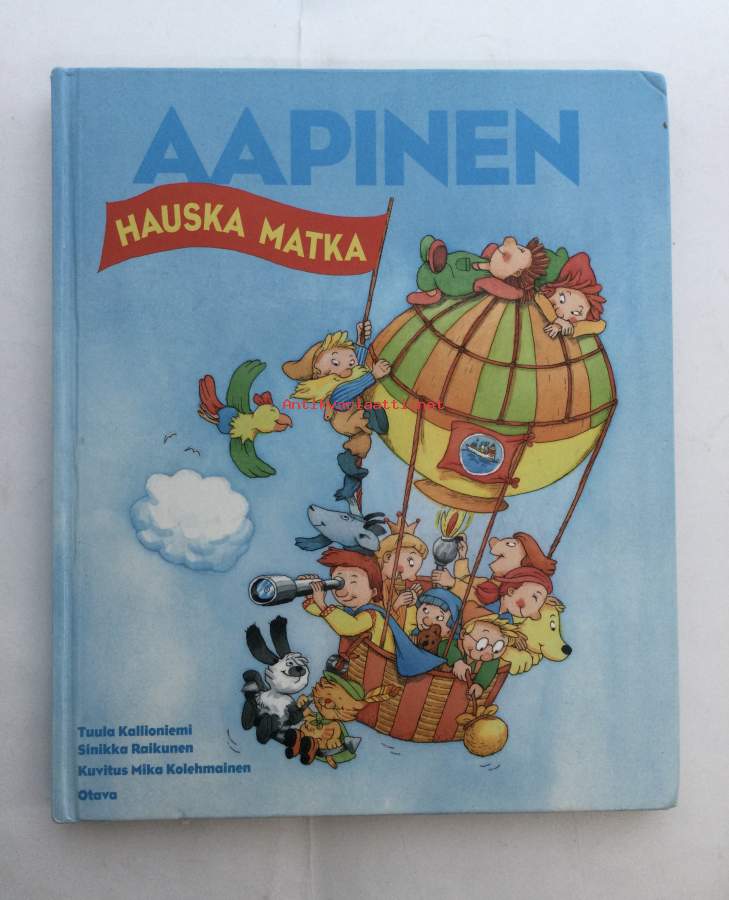 AAPINEN
HAUSKA MATKA
Antikvariaatti.net
Tuula Kallioniemi
Sinikka Raikunen
Kuvitus Mika Kolehmainen
Otava